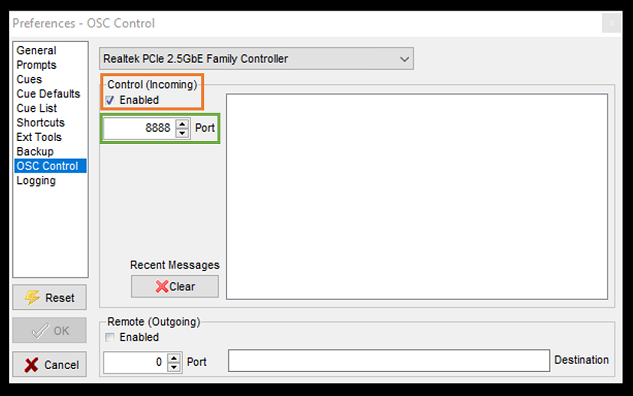 Preferences - OSC Control
General
Prompts
Cues
Cue Defaults
Cue List
Shortcuts
Ext Tools
Backup
OSC Control
Logging
Reset
OK
Cancel
Realtek PCIe 2.5GbE Family Controller
Control (Incoming)
Enabled
8888 Port
Recent Messages
Clear
Remote (Outgoing)
Enabled
0 Port
Destination